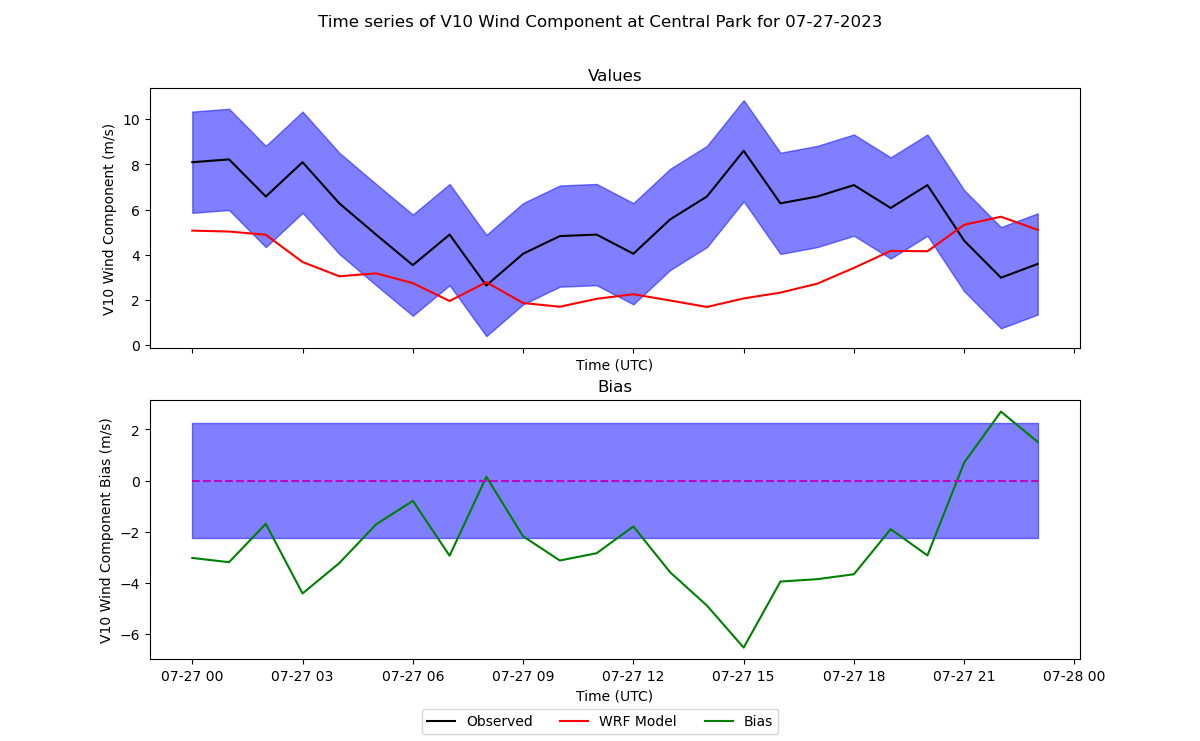 Time series of V10 Wind Component at Central Park for 07-27-2023
Values
V10 Wind Component (m/s)
10
8
6
4
2
0
Time (UTC)
Bias
V10 Wind Component Bias (m/s)
2
0
−2
−4
−6
07-27 00 07-27 03 07-27 06 07-27 09 07-27 12 07-27 15 07-27 18 07-27 21 07-28 00
Time (UTC)
Observed WRF Model Bias